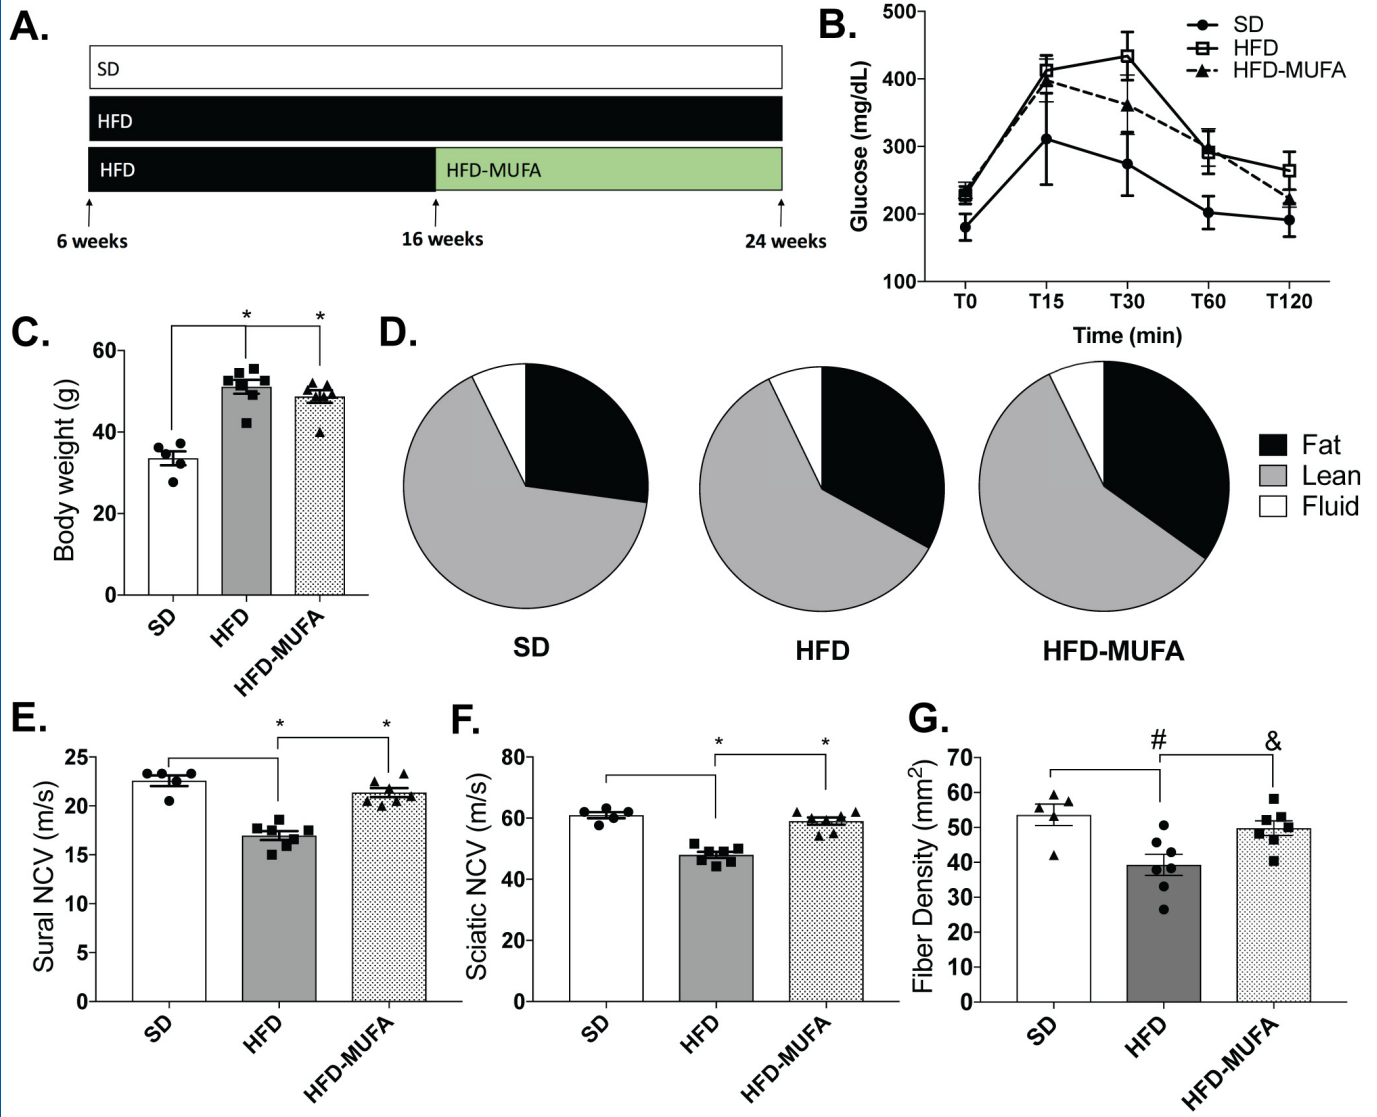 A.
SD
HFD
HFD HFD-MUFA
6 weeks 16 weeks 24 weeks
B.
500
400
300
200
100
Glucose (mg/dL)
SD
HFD
HFD-MUFA
T0 T15 T30 T60 T120
Time (min)
C.
* *
60
40
20
0
Body weight (g)
SD HFD HFD-MUFA
D.
Fat
Lean
Fluid
SD HFD HFD-MUFA
E.
* *
25
20
15
10
5
0
Sural NCV (m/s)
SD HFD HFD-MUFA
F.
* *
80
60
40
20
0
Sciatic NCV (m/s)
SD HFD HFD-MUFA
G.
# &
70
60
50
40
30
20
10
0
Fiber Density (mm²)
SD HFD HFD-MUFA